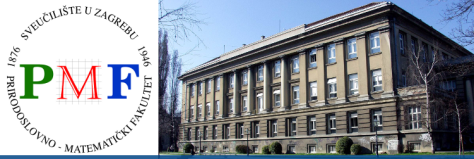 SVEUČILIŠTE U ZAGREBU
1876
1946
PMF
PRIRODOSLOVNO - MATEMATIČKI FAKULTET